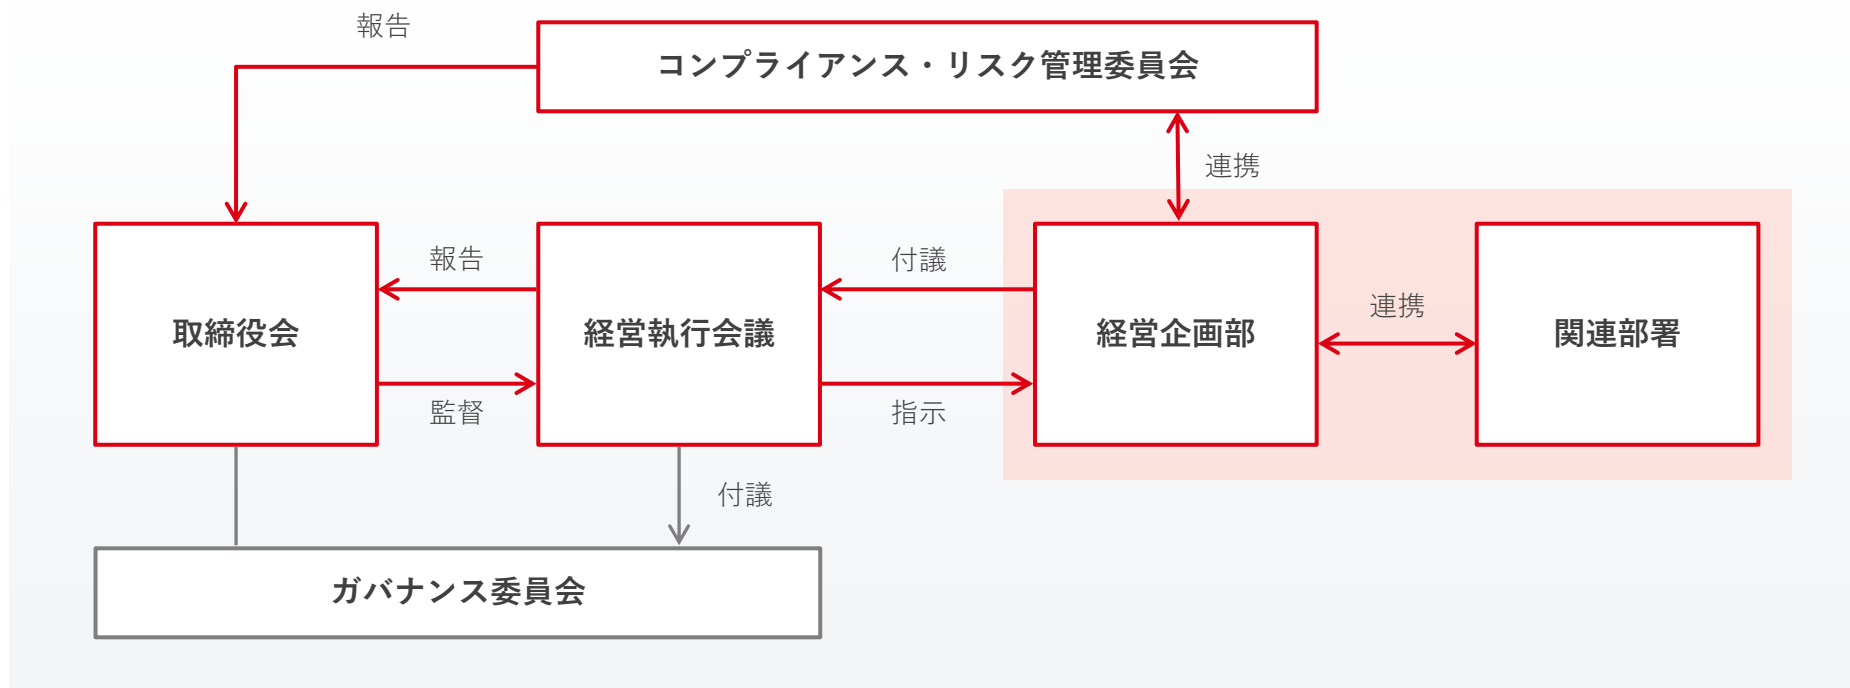 報告
コンプライアンス・リスク管理委員会
連携
取締役会
報告
監督
経営執行会議
付議
指示
経営企画部
連携
関連部署
付議
ガバナンス委員会